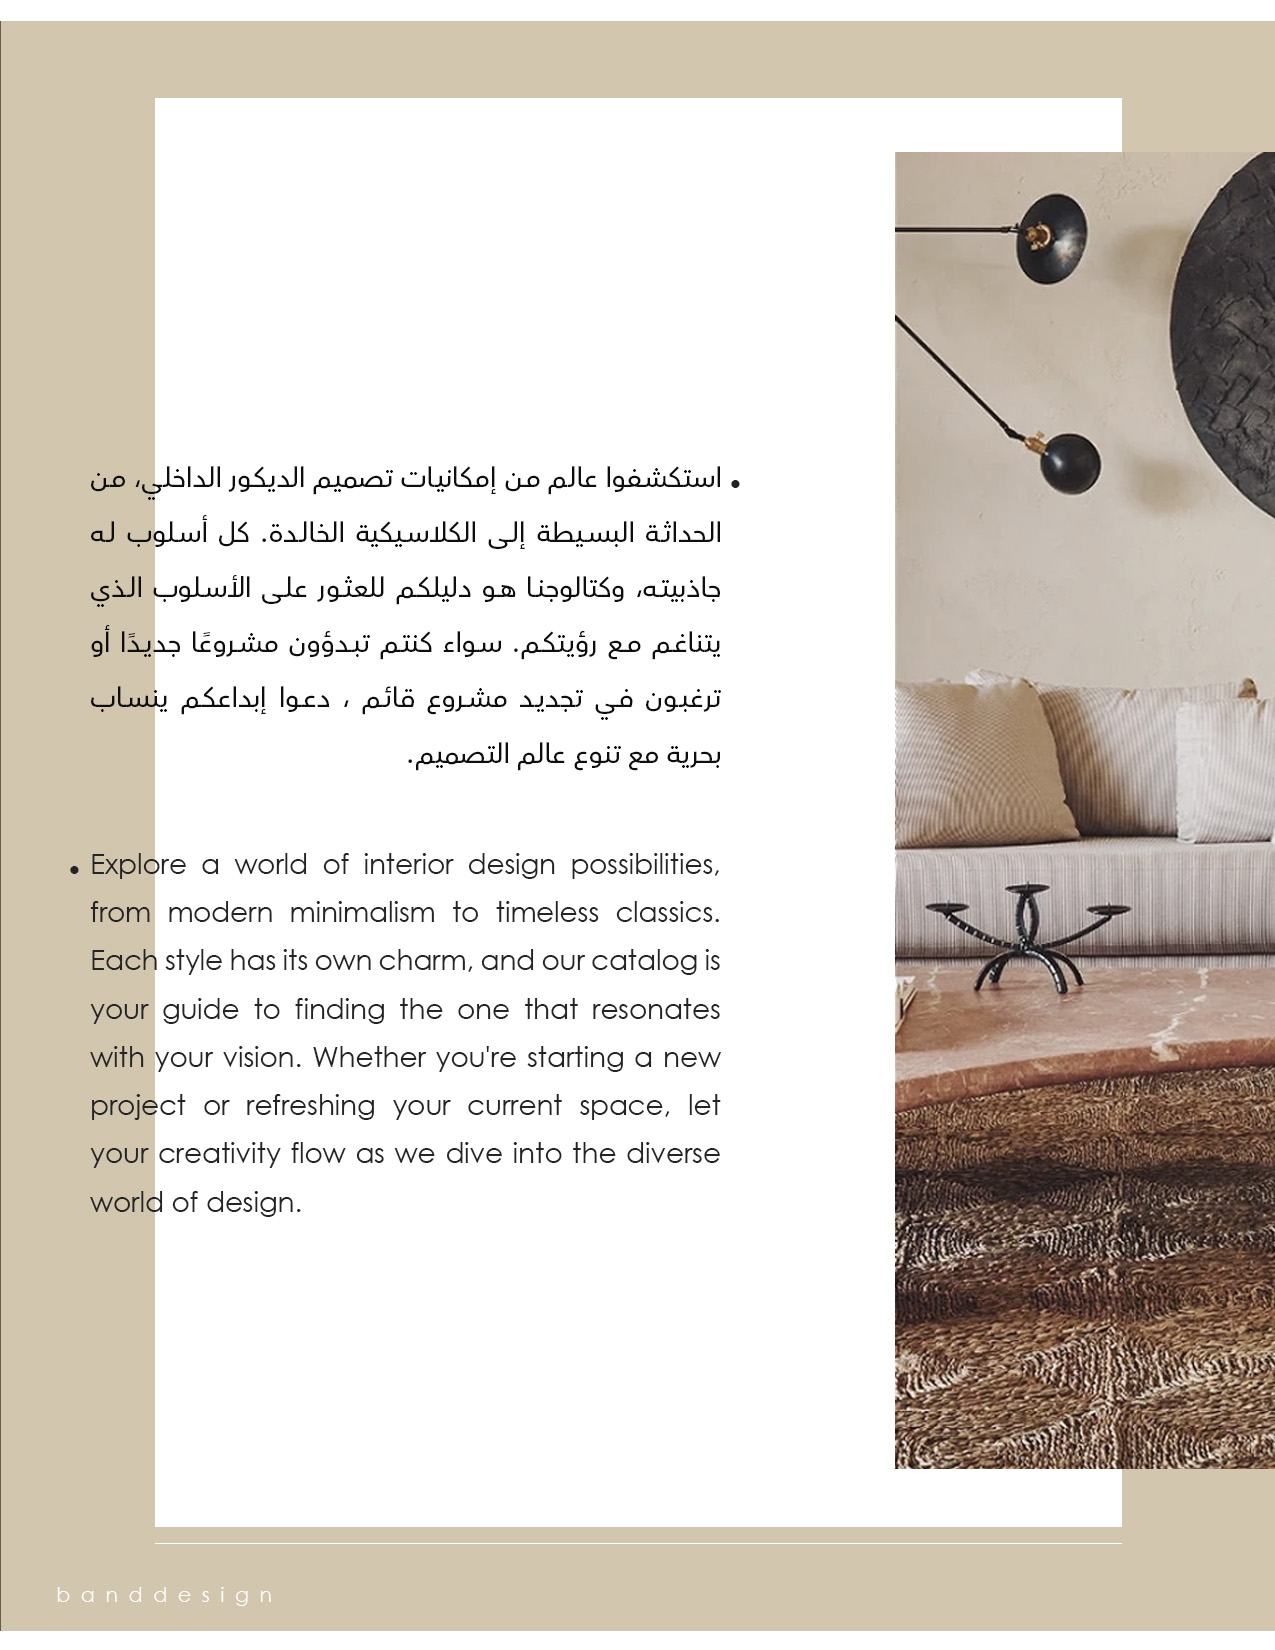 • استكشفوا عالم من إمكانيات تصميم الديكور الداخلي، من
الحداثة البسيطة إلى الكلاسيكية الخالدة. كل أسلوب له
جاذبيته، وكتالوجنا هو دليلكم للعثور على الأسلوب الذي
يتناغم مع رؤيتكم. سواء كنتم تبدؤون مشروعًا جديدًا أو
ترغبون في تجديد مشروع قائم ، دعوا إبداعكم ينساب
بحرية مع تنوع عالم التصميم.
• Explore a world of interior design possibilities,
from modern minimalism to timeless classics.
Each style has its own charm, and our catalog is
your guide to finding the one that resonates
with your vision. Whether you're starting a new
project or refreshing your current space, let
your creativity flow as we dive into the diverse
world of design.
banddesign